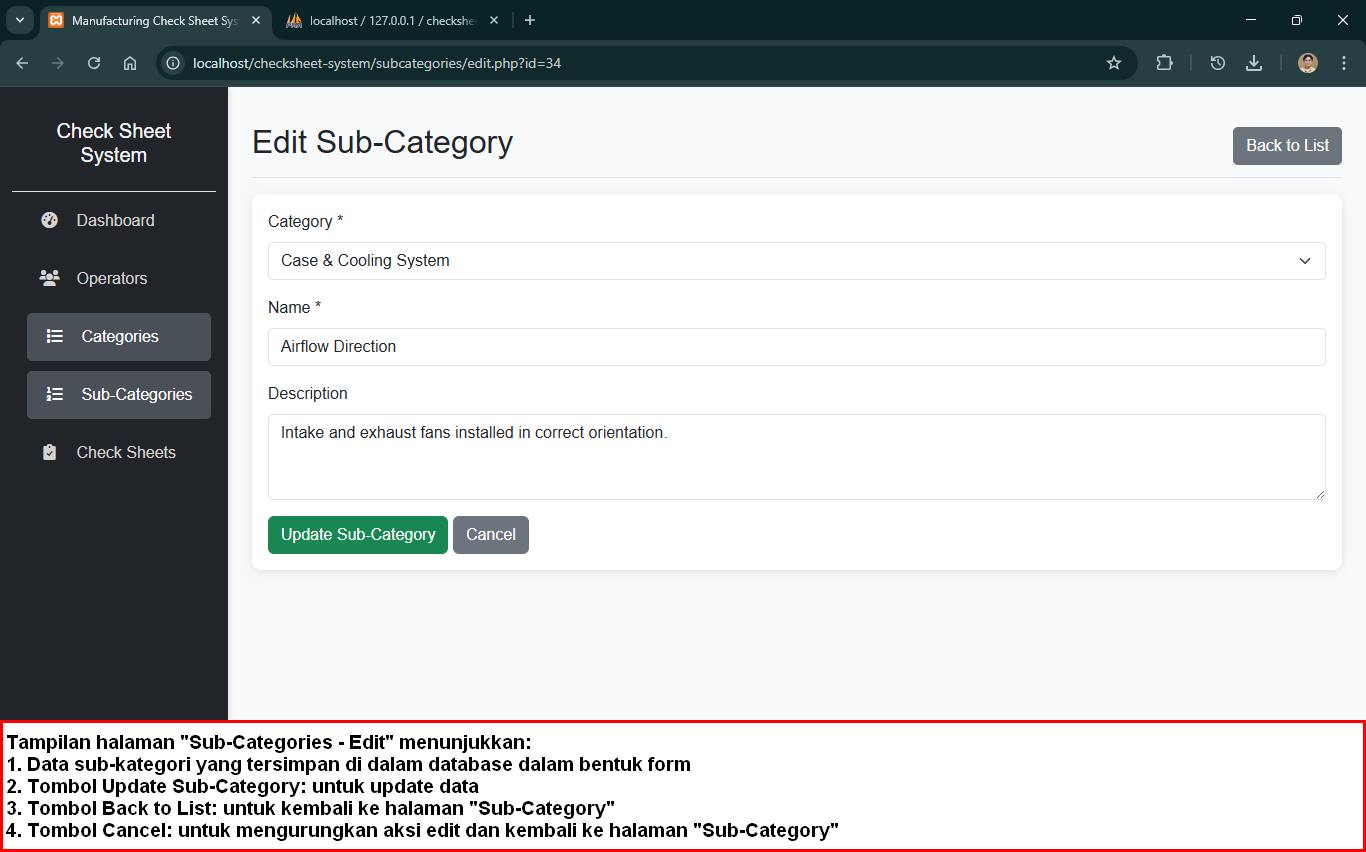 Manufacturing Check Sheet Sys
localhost / 127.0.0.1 / checkshe
localhost/checksheet-system/subcategories/edit.php?id=34
Check Sheet
System
Dashboard
Operators
Categories
Sub-Categories
Check Sheets
Edit Sub-Category
Back to List
Category *
Case & Cooling System
Name *
Airflow Direction
Description
Intake and exhaust fans installed in correct orientation.
Update Sub-Category
Cancel
Tampilan halaman "Sub-Categories - Edit" menunjukkan:
1. Data sub-kategori yang tersimpan di dalam database dalam bentuk form
2. Tombol Update Sub-Category: untuk update data
3. Tombol Back to List: untuk kembali ke halaman "Sub-Category"
4. Tombol Cancel: untuk mengurungkan aksi edit dan kembali ke halaman "Sub-Category"